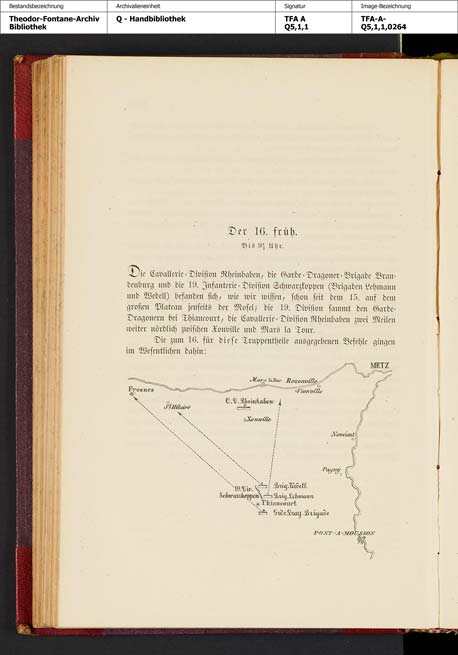 Bestandsbezeichnung Archivalieneinheit Signatur Image-Bezeichnung
Theodor-Fontane-Archiv Q - Handbibliothek TFA A TFA-A-
Bibliothek Q5,1,1 Q5,1,1,0264
Der 16. früh.
Bis 9½ Uhr.
Die Cavallerie-Division Rheinbaben, die Garde-Dragoner-Brigade Bran-
denburg und die 19. Infanterie-Division Schwarzkoppen (Brigaden Lehmann
und Wedell) befanden sich, wie wir wissen, schon seit dem 15. auf dem
großen Plateau jenseits der Mosel; die 19. Division sammt den Garde-
Dragonern bei Thiaucourt, die Cavallerie-Division Rheinbaben zwei Meilen
weiter nördlich zwischen Xonville und Mars la Tour.
Die zum 16. für diese Truppentheile ausgegebenen Befehle gingen
im Wesentlichen dahin:
METZ
Mars la Tour Rezonville
Fresnes
Vionville
C. D. Rheinbaben
St Hilaire
Xonville
Novéant
Pagny
Brig. Wedell
19. Div.
Schwarzkoppen
Brig. Lehmann
Thiaucourt
Grde. Drag. Brigade
PONT-A-MOUSSON